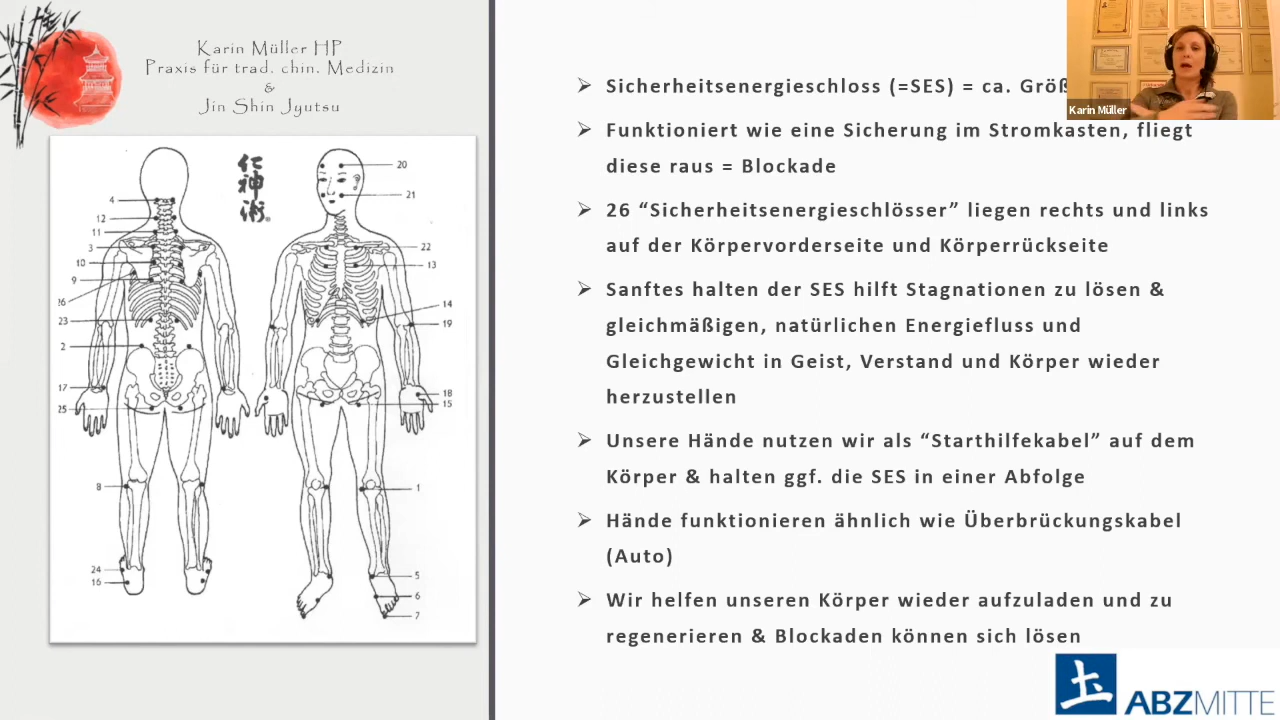 Karin Müller HP
Praxis für trad. chin. Medizin
&
Jin Shin Jyutsu
仁
神
術
4
12
11
3
10
9
26
23
2
17
25
8
24
16
20
21
22
13
14
19
18
15
1
5
6
7
➢ Sicherheitsenergieschloss (=SES) = ca.
➢ Funktioniert wie eine Sicherung im Stromkasten, fliegt
diese raus = Blockade
➢ 26 “Sicherheitsenergieschlösser” liegen rechts und links
auf der Körpervorderseite und Körperrückseite
➢ Sanftes halten der SES hilft Stagnationen zu lösen &
gleichmäßigen, natürlichen Energiefluss und
Gleichgewicht in Geist, Verstand und Körper wieder
herzustellen
➢ Unsere Hände nutzen wir als “Starthilfekabel” auf dem
Körper & halten ggf. die SES in einer Abfolge
➢ Hände funktionieren ähnlich wie Überbrückungskabel
(Auto)
➢ Wir helfen unseren Körper wieder aufzuladen und zu
regenerieren & Blockaden können sich lösen
Karin Müller
ABZMITTE